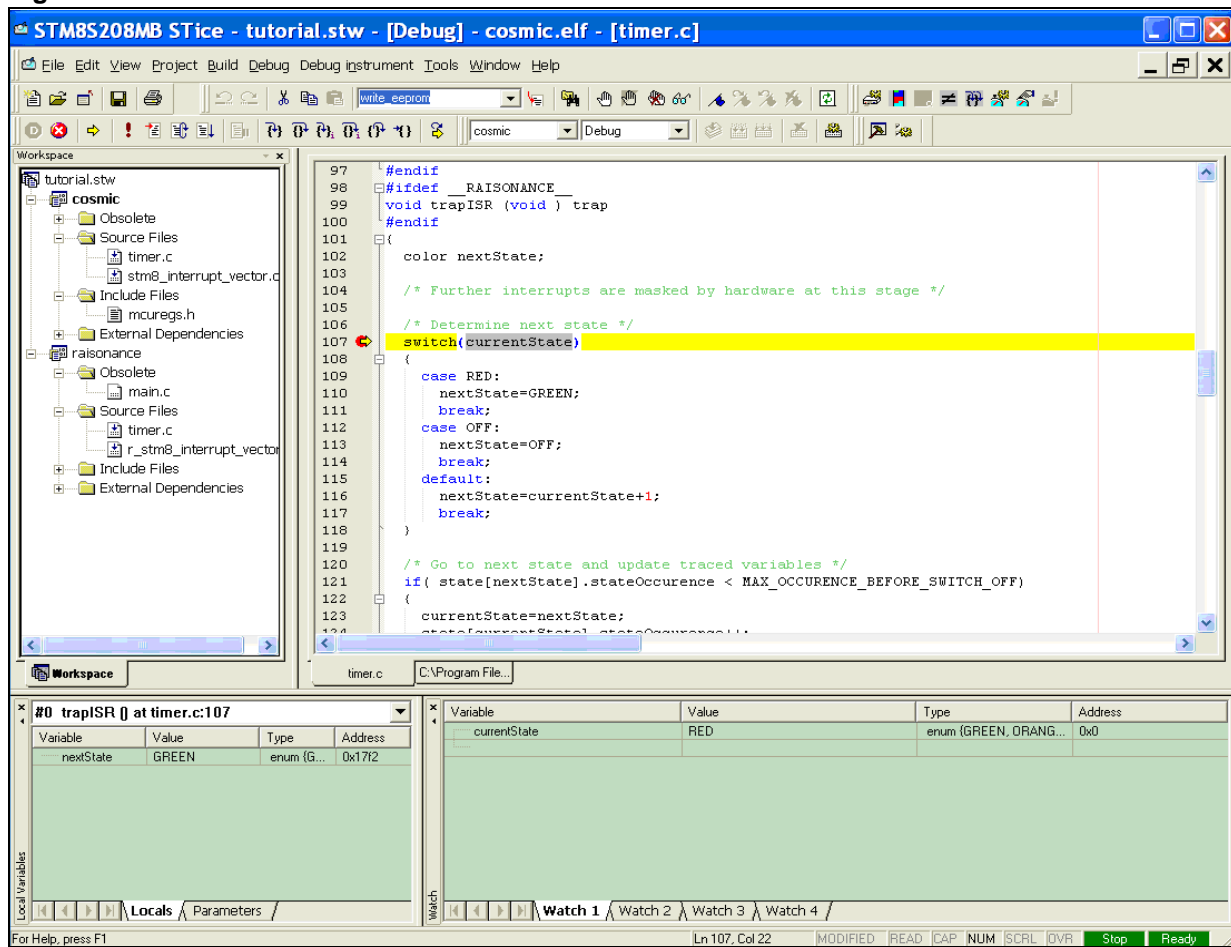 STM8S208MB STice - tutorial.stw - [Debug] - cosmic.elf - [timer.c]
File Edit View Project Build Debug Debug instrument Tools Window Help
write_eeprom
cosmic Debug
Workspace
tutorial.stw
cosmic
Obsolete
Source Files
timer.c
stm8_interrupt_vector.c
Include Files
mcuregs.h
External Dependencies
raisonance
Obsolete
main.c
Source Files
timer.c
r_stm8_interrupt_vector
Include Files
External Dependencies
Workspace
97 #endif
98 #ifdef __RAISONANCE__
99 void trapISR (void ) trap
100 #endif
101 {
102 color nextState;
103
104 /* Further interrupts are masked by hardware at this stage */
105
106 /* Determine next state */
107 switch(currentState)
108 {
109 case RED:
110 nextState=GREEN;
111 break;
112 case OFF:
113 nextState=OFF;
114 break;
115 default:
116 nextState=currentState+1;
117 break;
118 }
119
120 /* Go to next state and update traced variables */
121 if( state[nextState].stateOccurence < MAX_OCCURENCE_BEFORE_SWITCH_OFF)
122 {
123 currentState=nextState;
timer.c C:\Program File...
#0 trapISR () at timer.c:107
Variable Value Type Address
nextState GREEN enum {G... 0x17f2
Local Variables
Locals Parameters
Variable Value Type Address
currentState RED enum {GREEN, ORANG... 0x0
Watch
Watch 1 Watch 2 Watch 3 Watch 4
For Help, press F1 Ln 107, Col 22 MODIFIED READ CAP NUM SCRL OVR Stop Ready